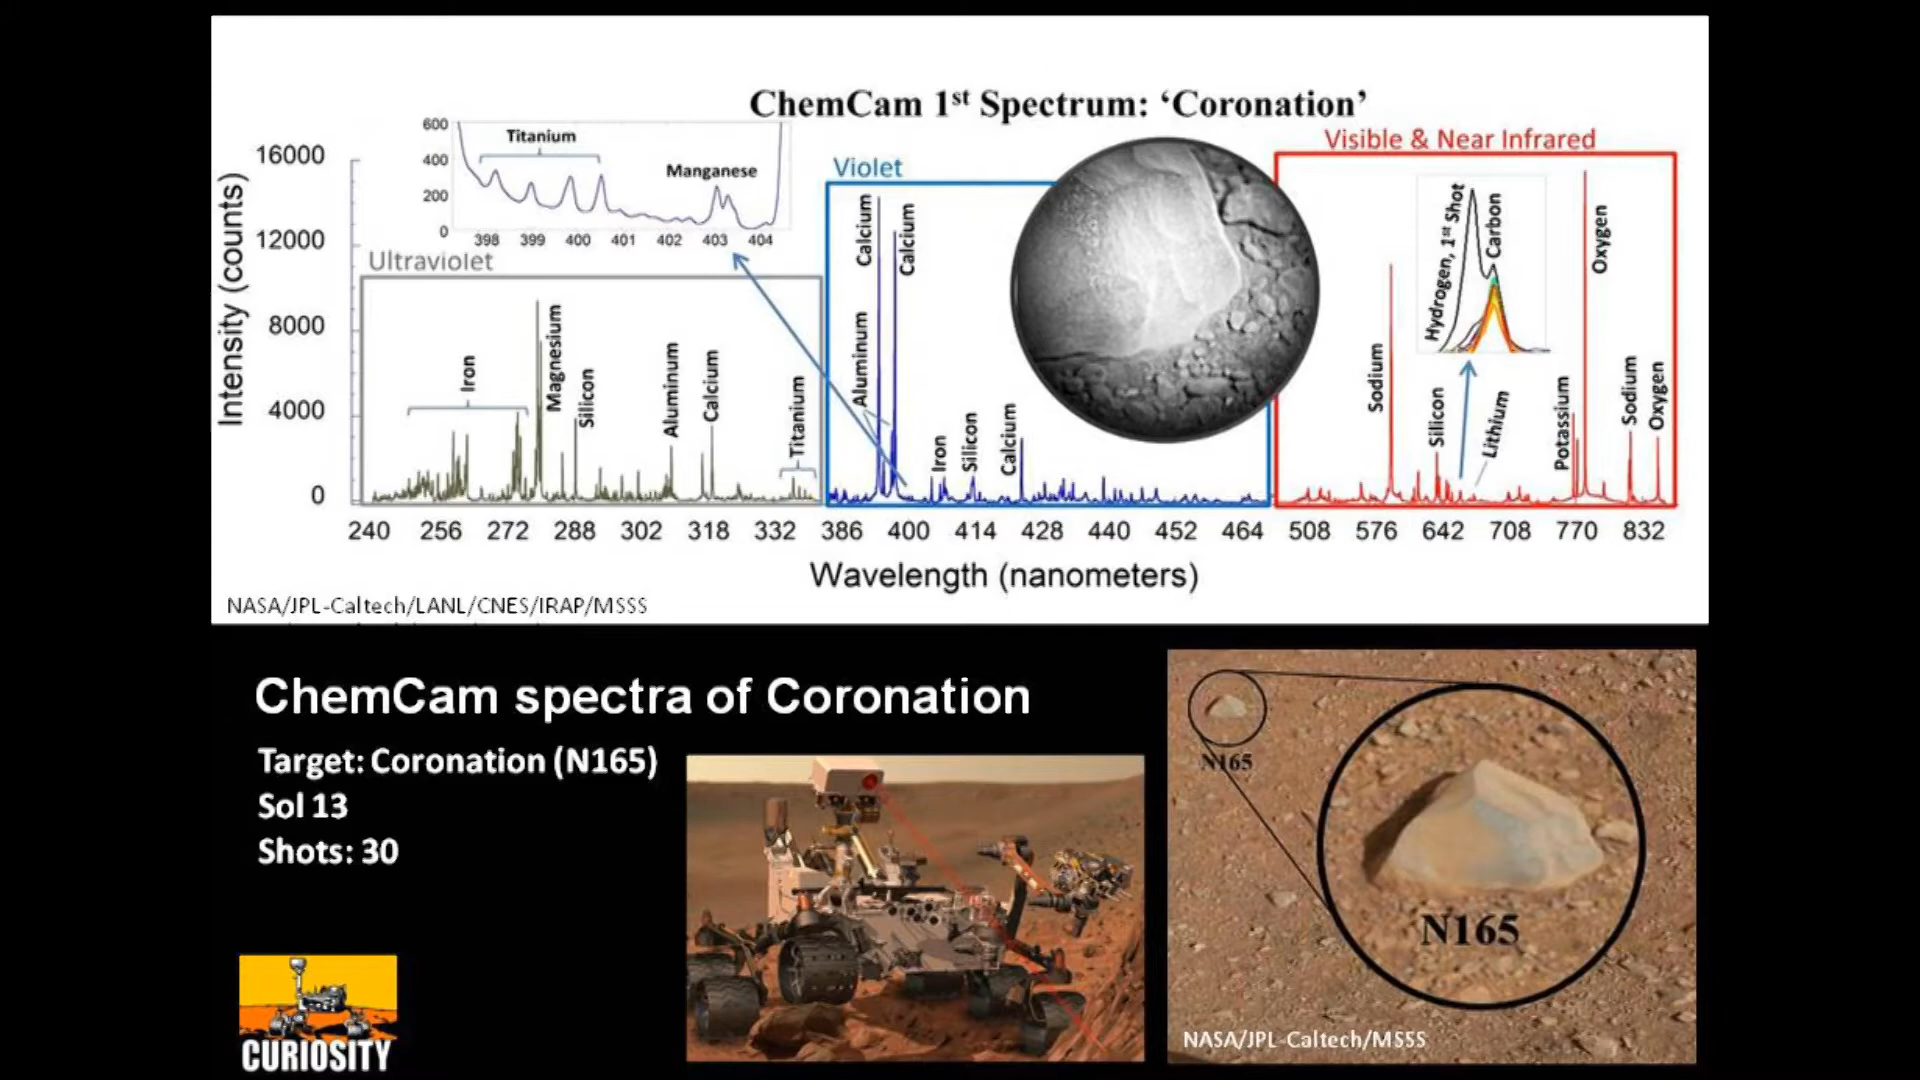 ChemCam 1st Spectrum: ‘Coronation’
Intensity (counts)
16000
12000
8000
4000
0
600
400
200
0
Titanium
Manganese
398 399 400 401 402 403 404
Ultraviolet
Iron
Magnesium
Silicon
Aluminum
Calcium
Titanium
Violet
Aluminum
Calcium
Calcium
Iron
Silicon
Calcium
Visible & Near Infrared
Sodium
Hydrogen, 1st Shot
Carbon
Silicon
Lithium
Potassium
Oxygen
Sodium
Oxygen
240 256 272 288 302 318 332 386 400 414 428 440 452 464 508 576 642 708 770 832
Wavelength (nanometers)
NASA/JPL-Caltech/LANL/CNES/IRAP/MSSS
ChemCam spectra of Coronation
Target: Coronation (N165)
Sol 13
Shots: 30
CURIOSITY
N165
N165
NASA/JPL-Caltech/MSSS